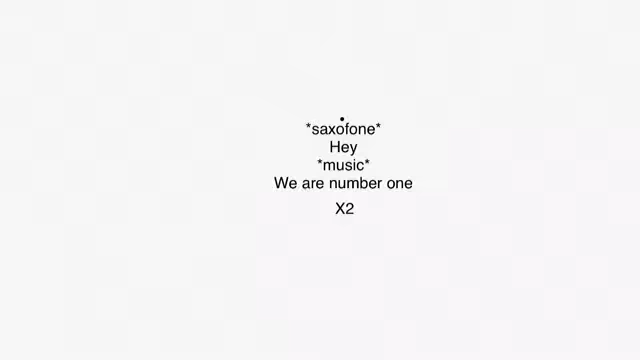 •
*saxofone*
Hey
*music*
We are number one
X2